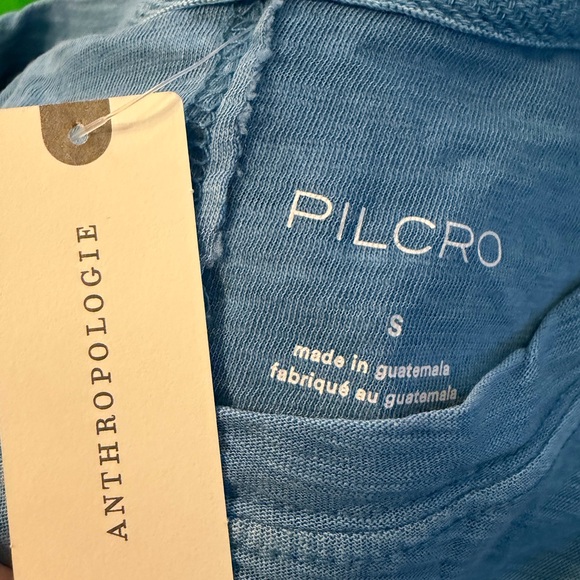 ANTHROPOLOGIE
PILCRO
S
made in guatemala
fabriqué au guatemala